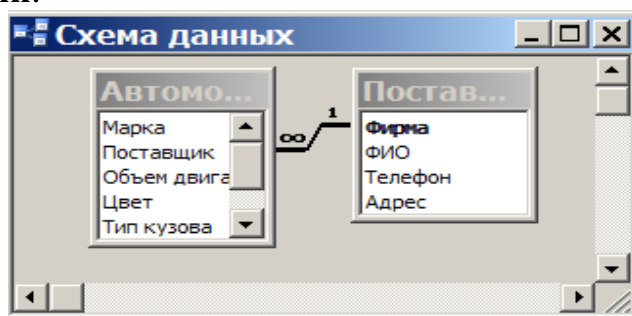 Схема данных
Автомо...
Марка
Поставщик
Объем двига
Цвет
Тип кузова
∞
1
Постав...
Фирма
ФИО
Телефон
Адрес